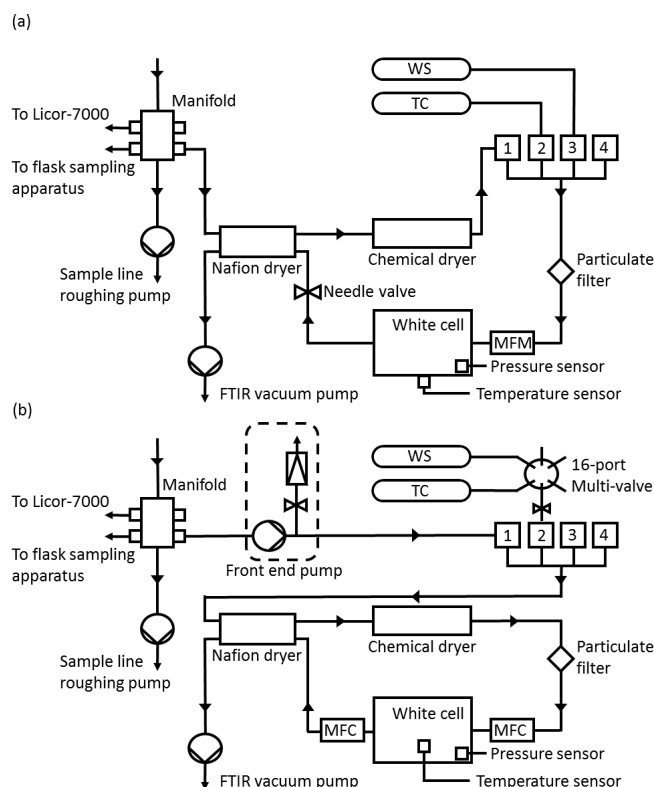 (a)
WS
To Licor-7000
Manifold
TC
To flask sampling
apparatus
1 2 3 4
Sample line
roughing pump
Nafion dryer
Chemical dryer
Particulate
filter
Needle valve
White cell
MFM
Pressure sensor
Temperature sensor
FTIR vacuum pump
(b)
WS
16-port
Multi-valve
Manifold
To Licor-7000
TC
To flask sampling
apparatus
1 2 3 4
Front end pump
Sample line
roughing pump
Nafion dryer
Chemical dryer
Particulate
filter
White cell
MFC
MFC
Pressure sensor
Temperature sensor
FTIR vacuum pump